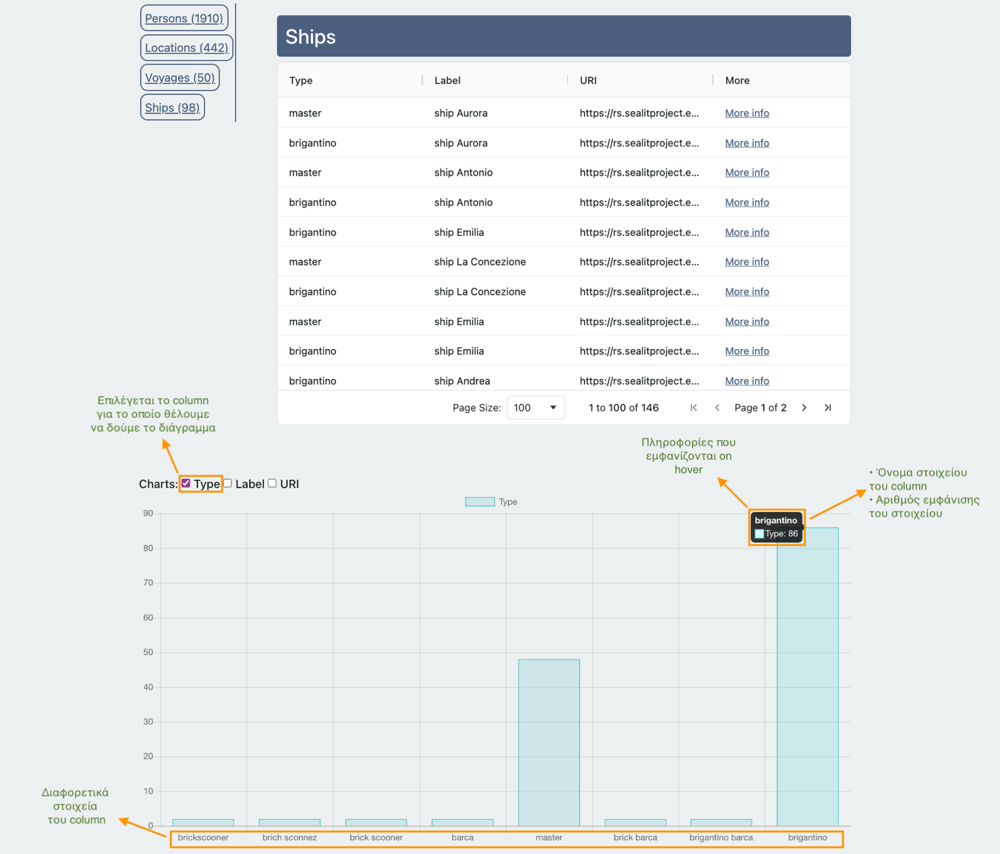 Persons (1910)
Locations (442)
Voyages (50)
Ships (98)
Ships
Type Label URI More
master ship Aurora https://rs.sealitproject.e... More info
brigantino ship Aurora https://rs.sealitproject.e... More info
master ship Antonio https://rs.sealitproject.e... More info
brigantino ship Antonio https://rs.sealitproject.e... More info
brigantino ship Emilia https://rs.sealitproject.e... More info
master ship La Concezione https://rs.sealitproject.e... More info
brigantino ship La Concezione https://rs.sealitproject.e... More info
master ship Emilia https://rs.sealitproject.e... More info
brigantino ship Emilia https://rs.sealitproject.e... More info
brigantino ship Andrea https://rs.sealitproject.e... More info
Page Size: 100 1 to 100 of 146 Page 1 of 2
Επιλέγεται το column
για το οποίο θέλουμε
να δούμε το διάγραμμα
Πληροφορίες που
εμφανίζονται on
hover
• Όνομα στοιχείου
του column
• Αριθμός εμφάνισης
του στοιχείου
Charts: Type Label URI
Type
brigantino
Type: 86
90
80
70
60
50
40
30
20
10
0
Διαφορετικά
στοιχεία
του column
brickscooner brich sconnez brick scooner barca master brick barca brigantino barca brigantino